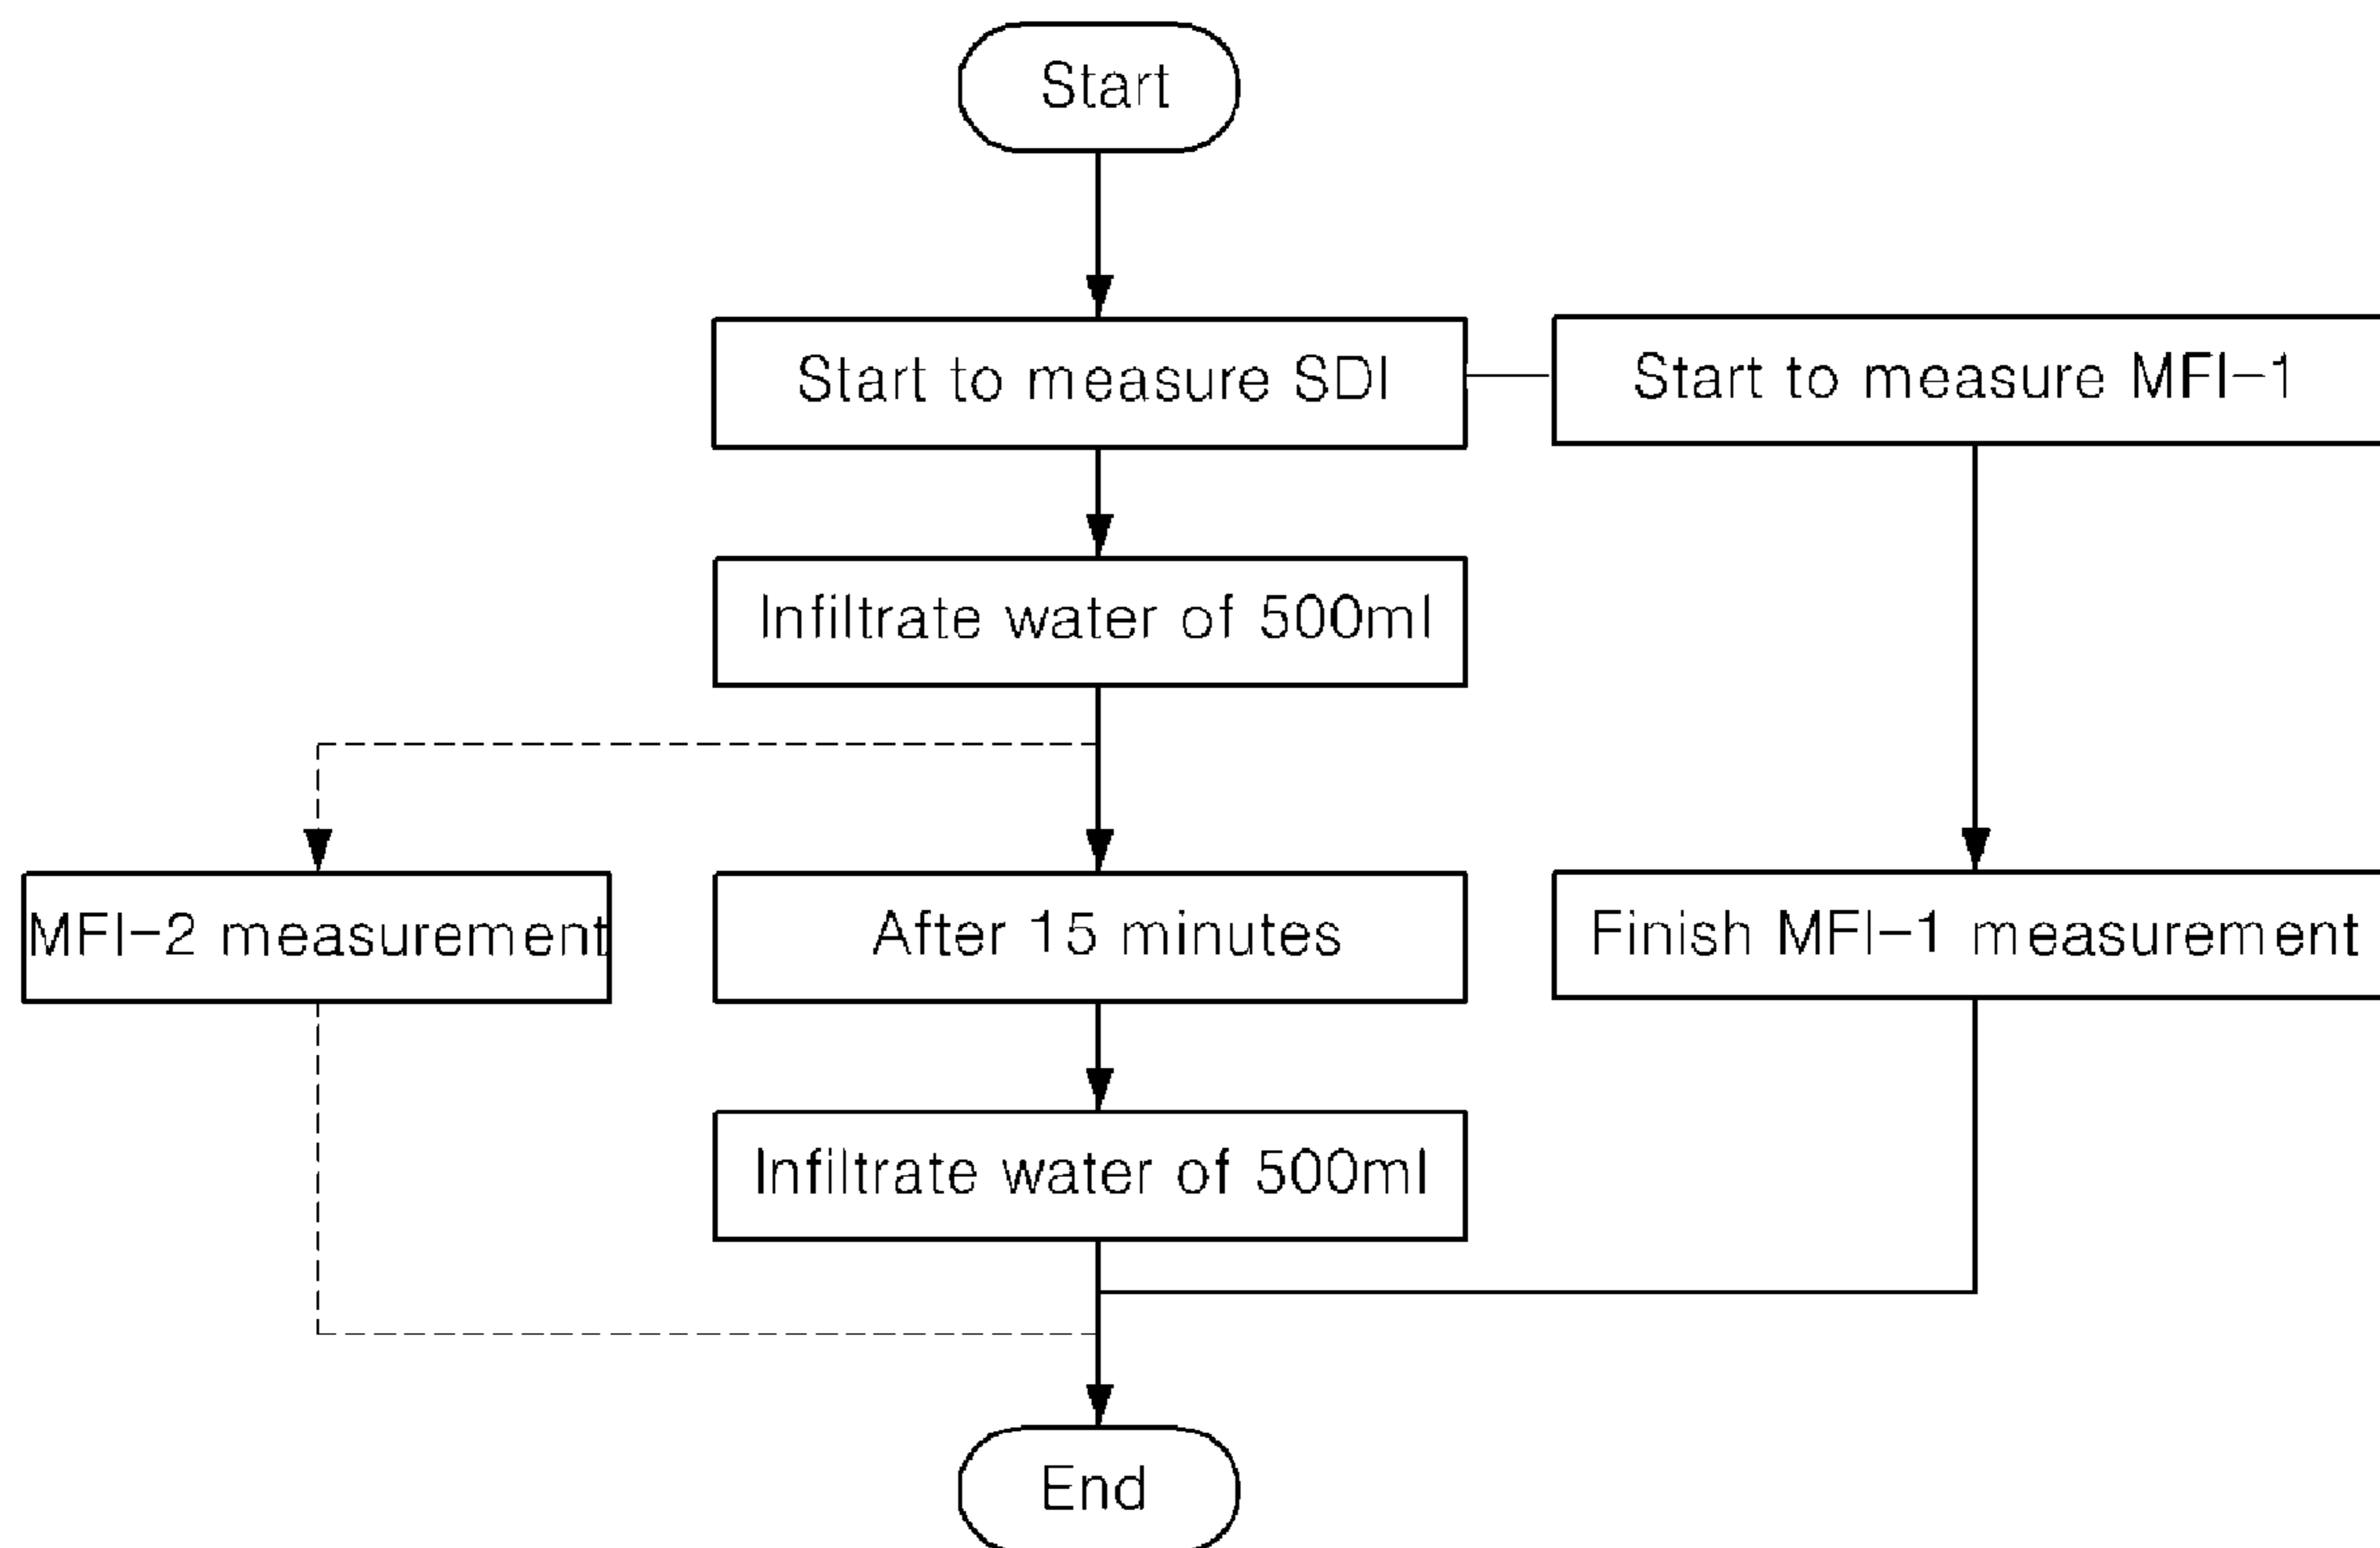 Start
Start to measure SDI
Start to measure MFI-1
Infiltrate water of 500ml
MFI-2 measurement
After 15 minutes
Finish MFI-1 measurement
Infiltrate water of 500ml
End